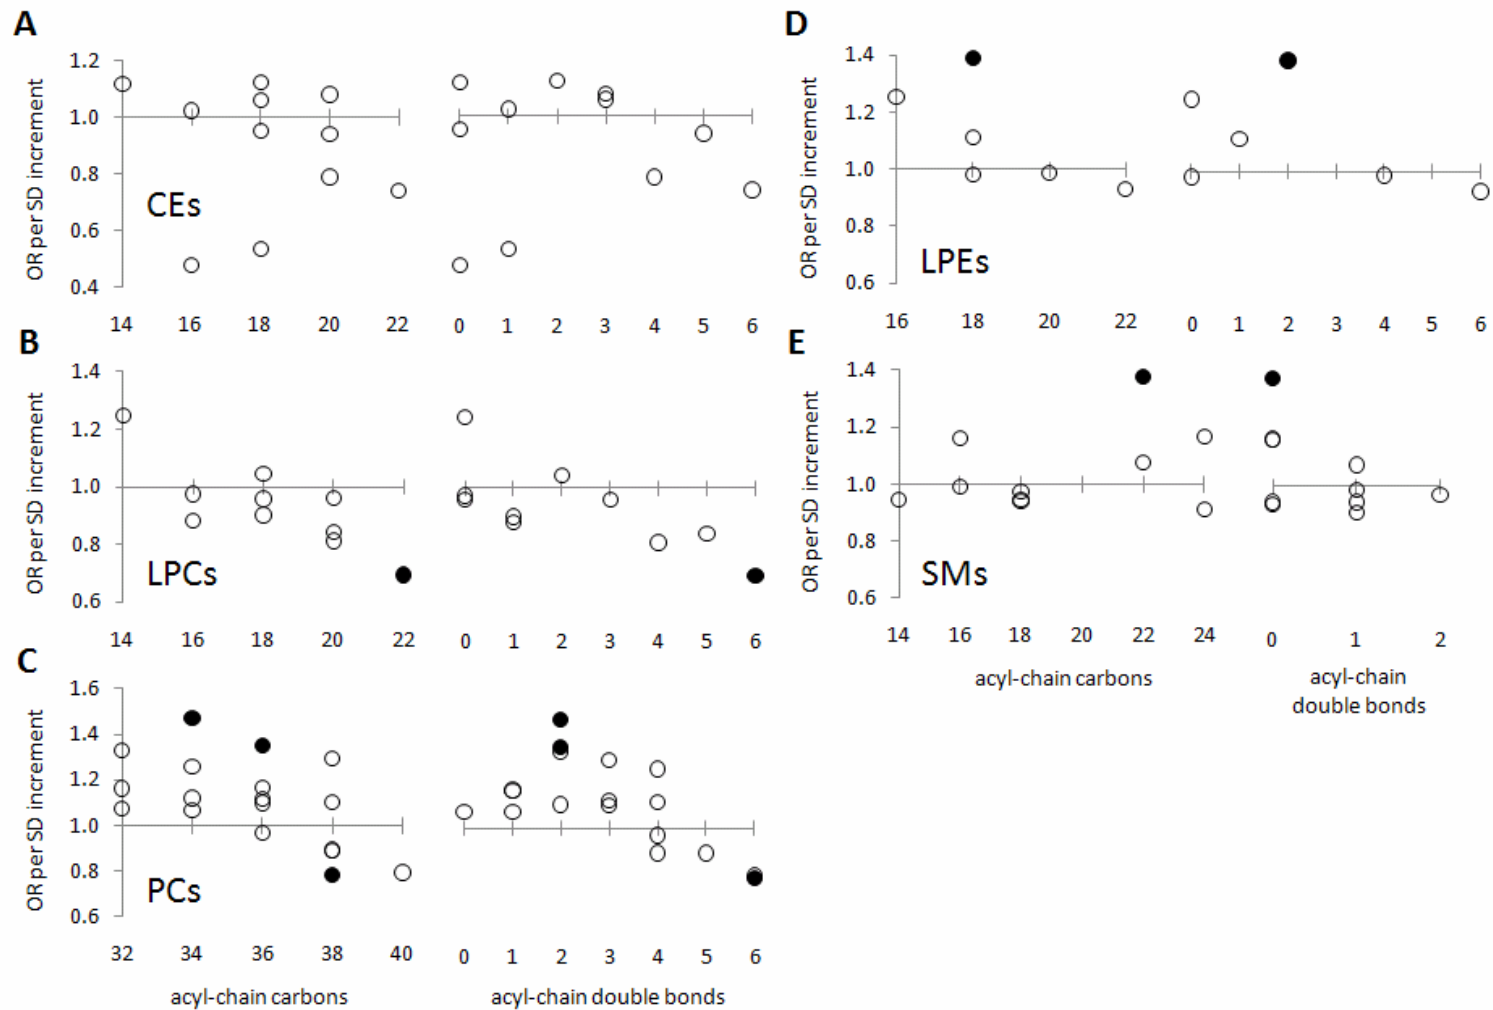 A
OR per SD increment
1.2
1.0
0.8
0.6
0.4
CEs
14 16 18 20 22 0 1 2 3 4 5 6
B
OR per SD increment
1.4
1.2
1.0
0.8
0.6
LPCs
14 16 18 20 22 0 1 2 3 4 5 6
C
OR per SD increment
1.6
1.4
1.2
1.0
0.8
0.6
PCs
32 34 36 38 40 0 1 2 3 4 5 6
acyl-chain carbons acyl-chain double bonds
D
OR per SD increment
1.4
1.2
1.0
0.8
0.6
LPEs
16 18 20 22 0 1 2 3 4 5 6
E
OR per SD increment
1.4
1.2
1.0
0.8
0.6
SMs
14 16 18 20 22 24 0 1 2
acyl-chain carbons
acyl-chain
double bonds